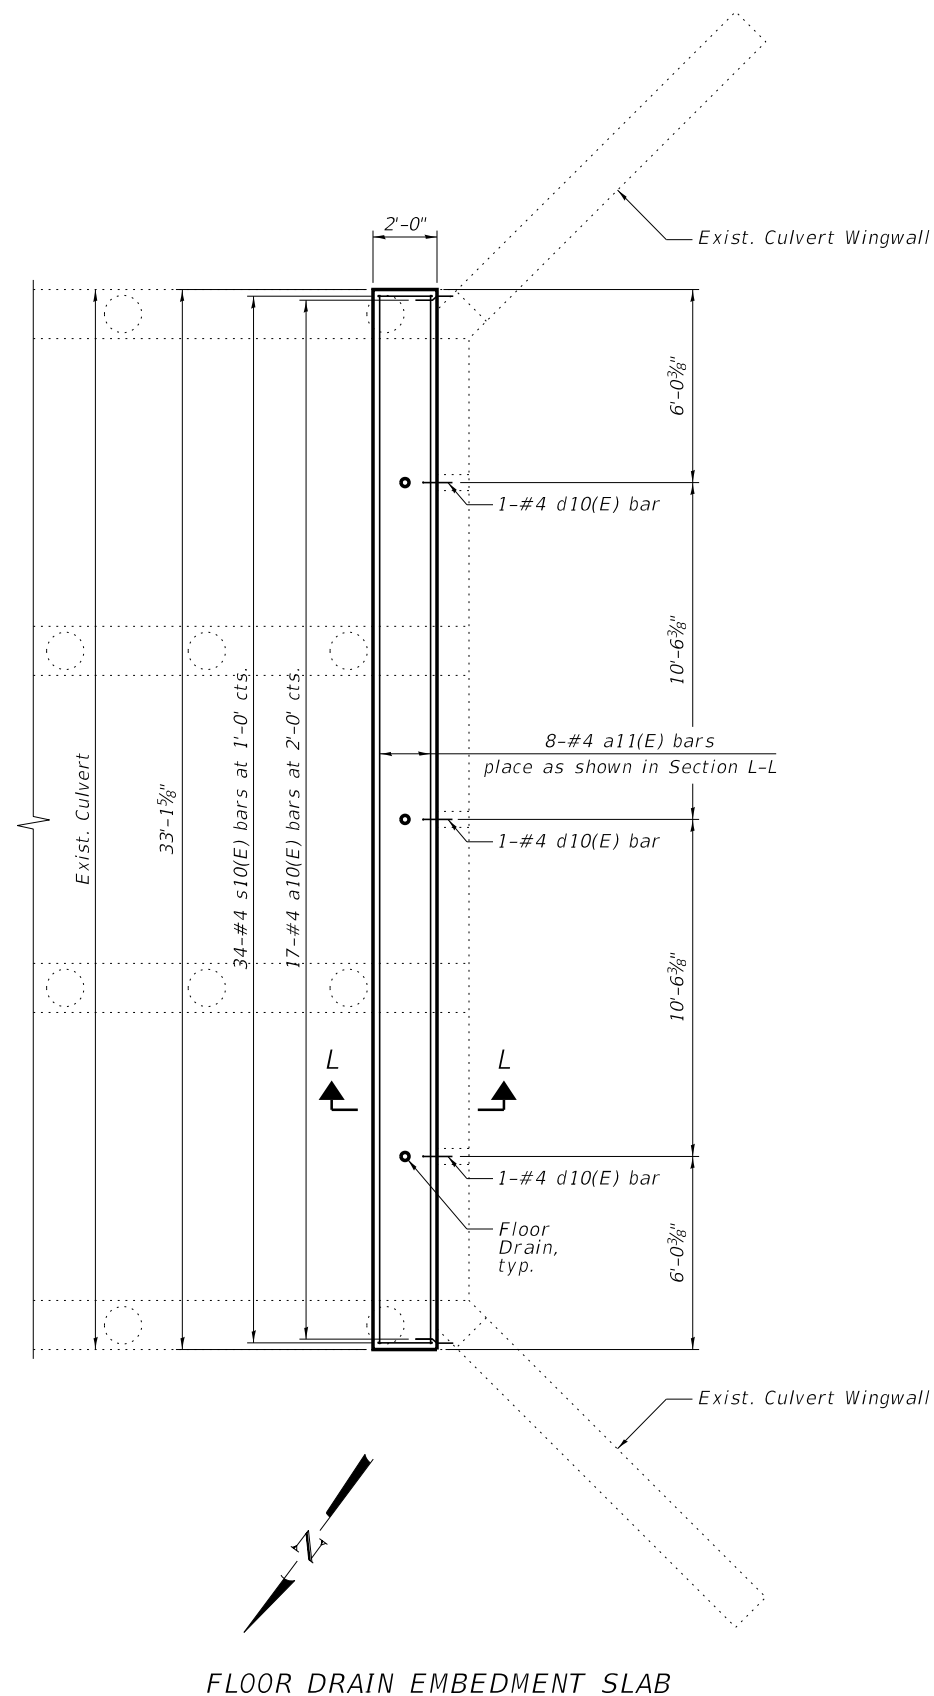 2'-0"
Exist. Culvert Wingwall
6'-0⅜"
1-#4 d10(E) bar
10'-6⅜"
8-#4 a11(E) bars
place as shown in Section L-L
Exist. Culvert
33'-1⅝"
34-#4 s10(E) bars at 1'-0' cts.
17-#4 a10(E) bars at 2'-0' cts.
1-#4 d10(E) bar
10'-6⅜"
L
L
1-#4 d10(E) bar
Floor
Drain,
typ.
6'-0⅜"
Exist. Culvert Wingwall
N
FLOOR DRAIN EMBEDMENT SLAB